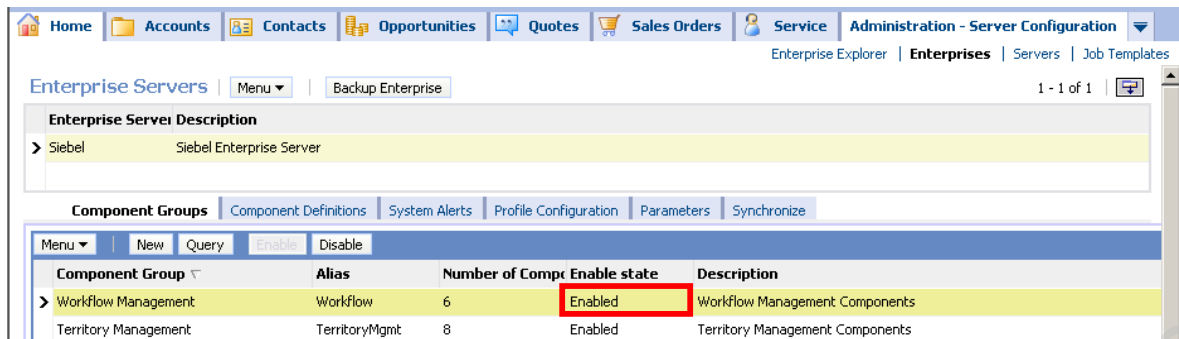 Home Accounts Contacts Opportunities Quotes Sales Orders Service Administration - Server Configuration
Enterprise Explorer | Enterprises | Servers | Job Templates
Enterprise Servers | Menu | Backup Enterprise 1 - 1 of 1
Enterprise Server Description
Siebel Siebel Enterprise Server
Component Groups Component Definitions System Alerts Profile Configuration Parameters Synchronize
Menu | New Query Enable Disable
Component Group Alias Number of Compo Enable state Description
Workflow Management Workflow 6 Enabled Workflow Management Components
Territory Management TerritoryMgmt 8 Enabled Territory Management Components